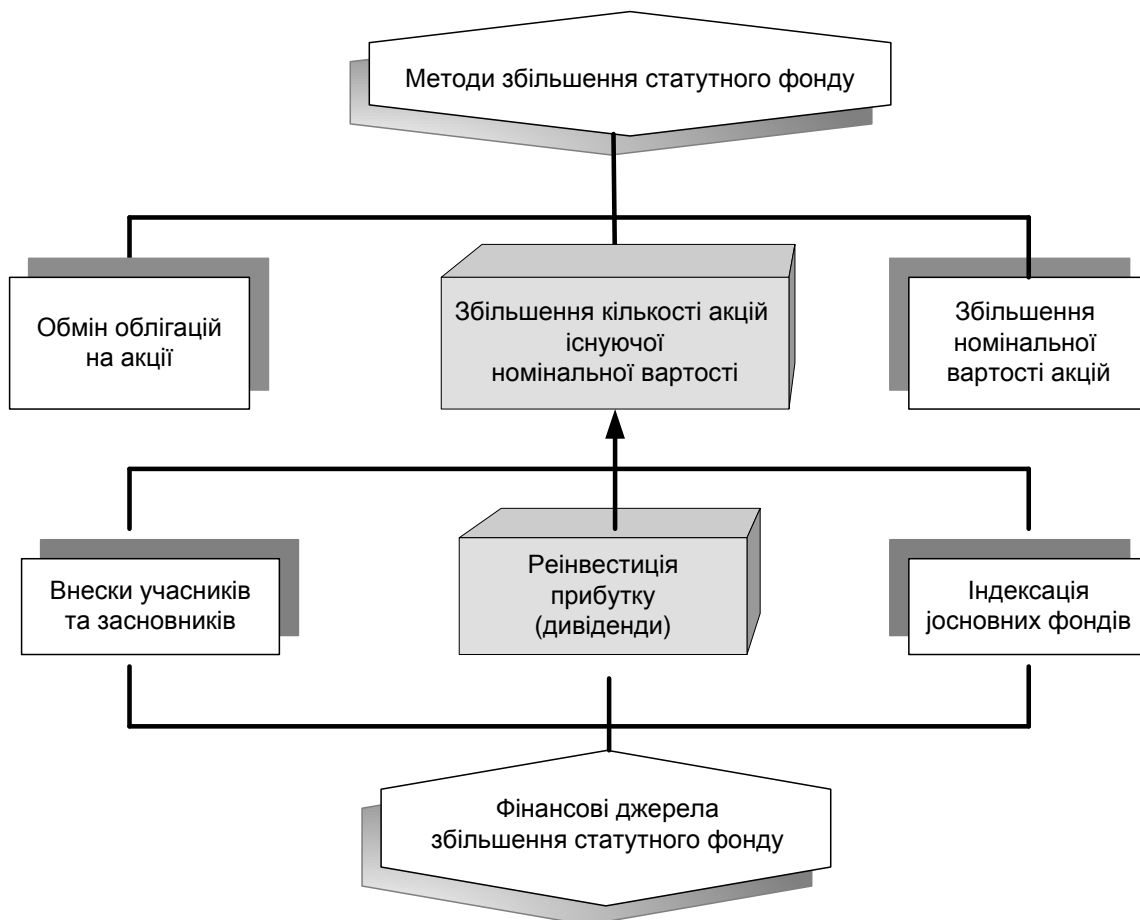 Методи збільшення статутного фонду
Обмін облігацій
на акції
Збільшення кількості акцій
існуючої
номінальної вартості
Збільшення
номінальної
вартості акцій
Внески учасників
та засновників
Реінвестиція
прибутку
(дивіденди)
Індексація
јосновних фондів
Фінансові джерела
збільшення статутного фонду